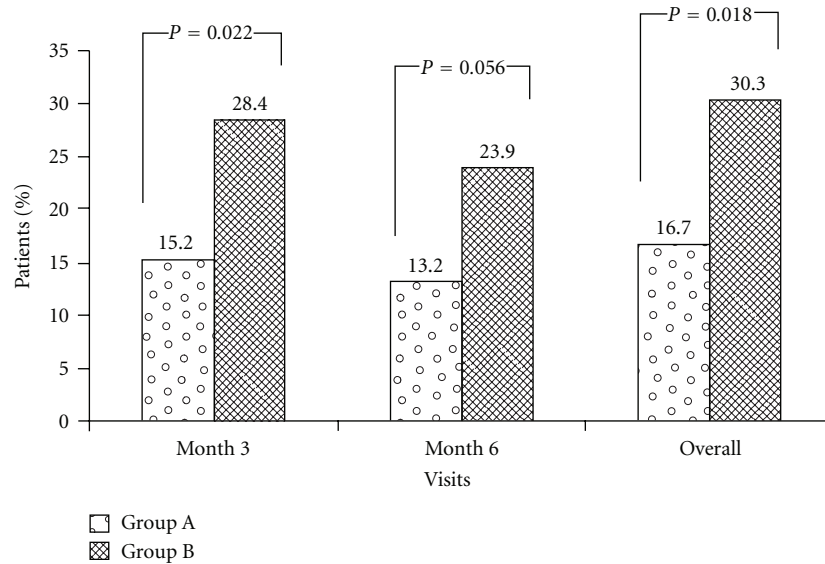 P = 0.018
P = 0.022
P = 0.056
35
30
25
20
15
10
5
0
Patients (%)
15.2
28.4
13.2
23.9
16.7
30.3
Month 3
Month 6
Overall
Visits
Group A
Group B